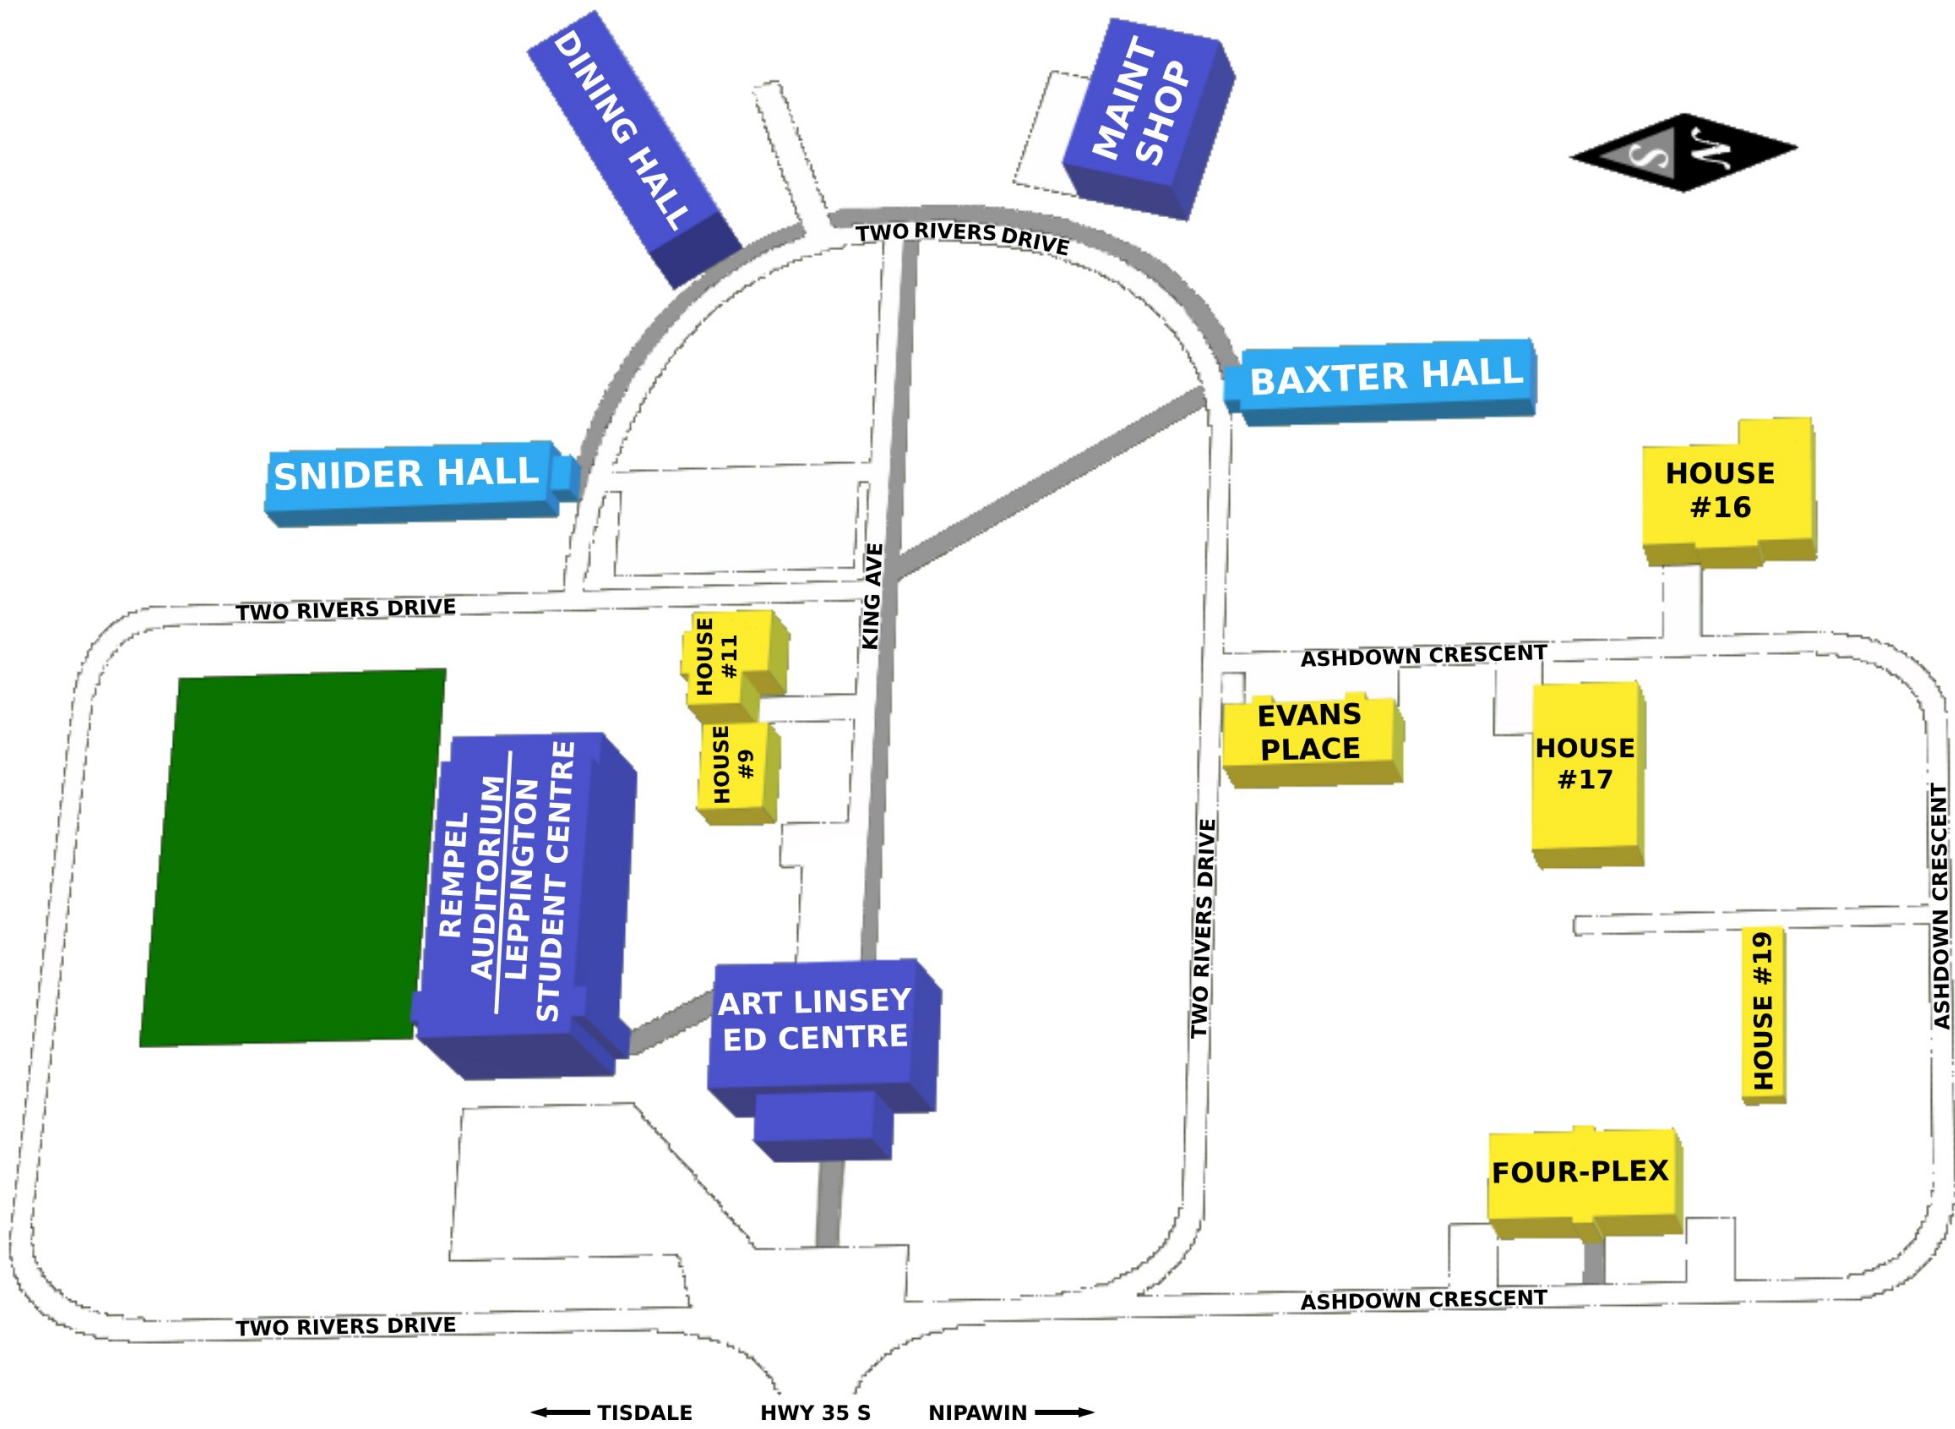 DINING HALL
MAINT
SHOP
S N
TWO RIVERS DRIVE
BAXTER HALL
SNIDER HALL
HOUSE
#16
KING AVE
TWO RIVERS DRIVE
HOUSE
#11
ASHDOWN CRESCENT
EVANS
PLACE
HOUSE
#17
HOUSE
#9
REMPEL
AUDITORIUM
LEPPINGTON
STUDENT CENTRE
TWO RIVERS DRIVE
ASHDOWN CRESCENT
HOUSE #19
ART LINSEY
ED CENTRE
FOUR-PLEX
ASHDOWN CRESCENT
TWO RIVERS DRIVE
TISDALE
HWY 35 S
NIPAWIN